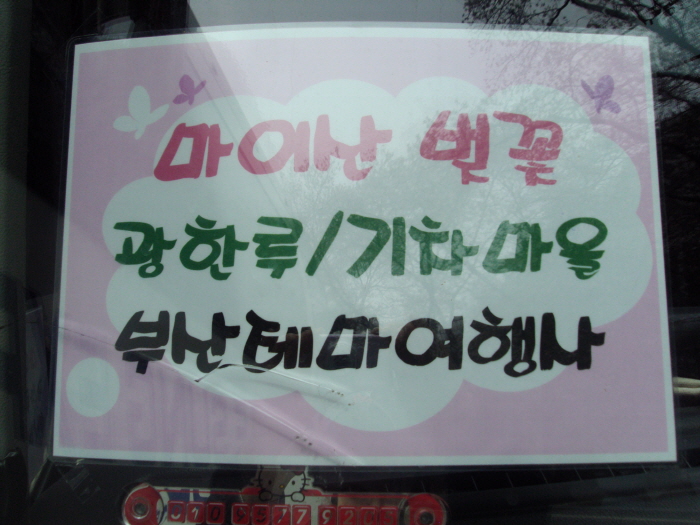 마이산 벚꽃
광한루/기차마을
부산테마여행사